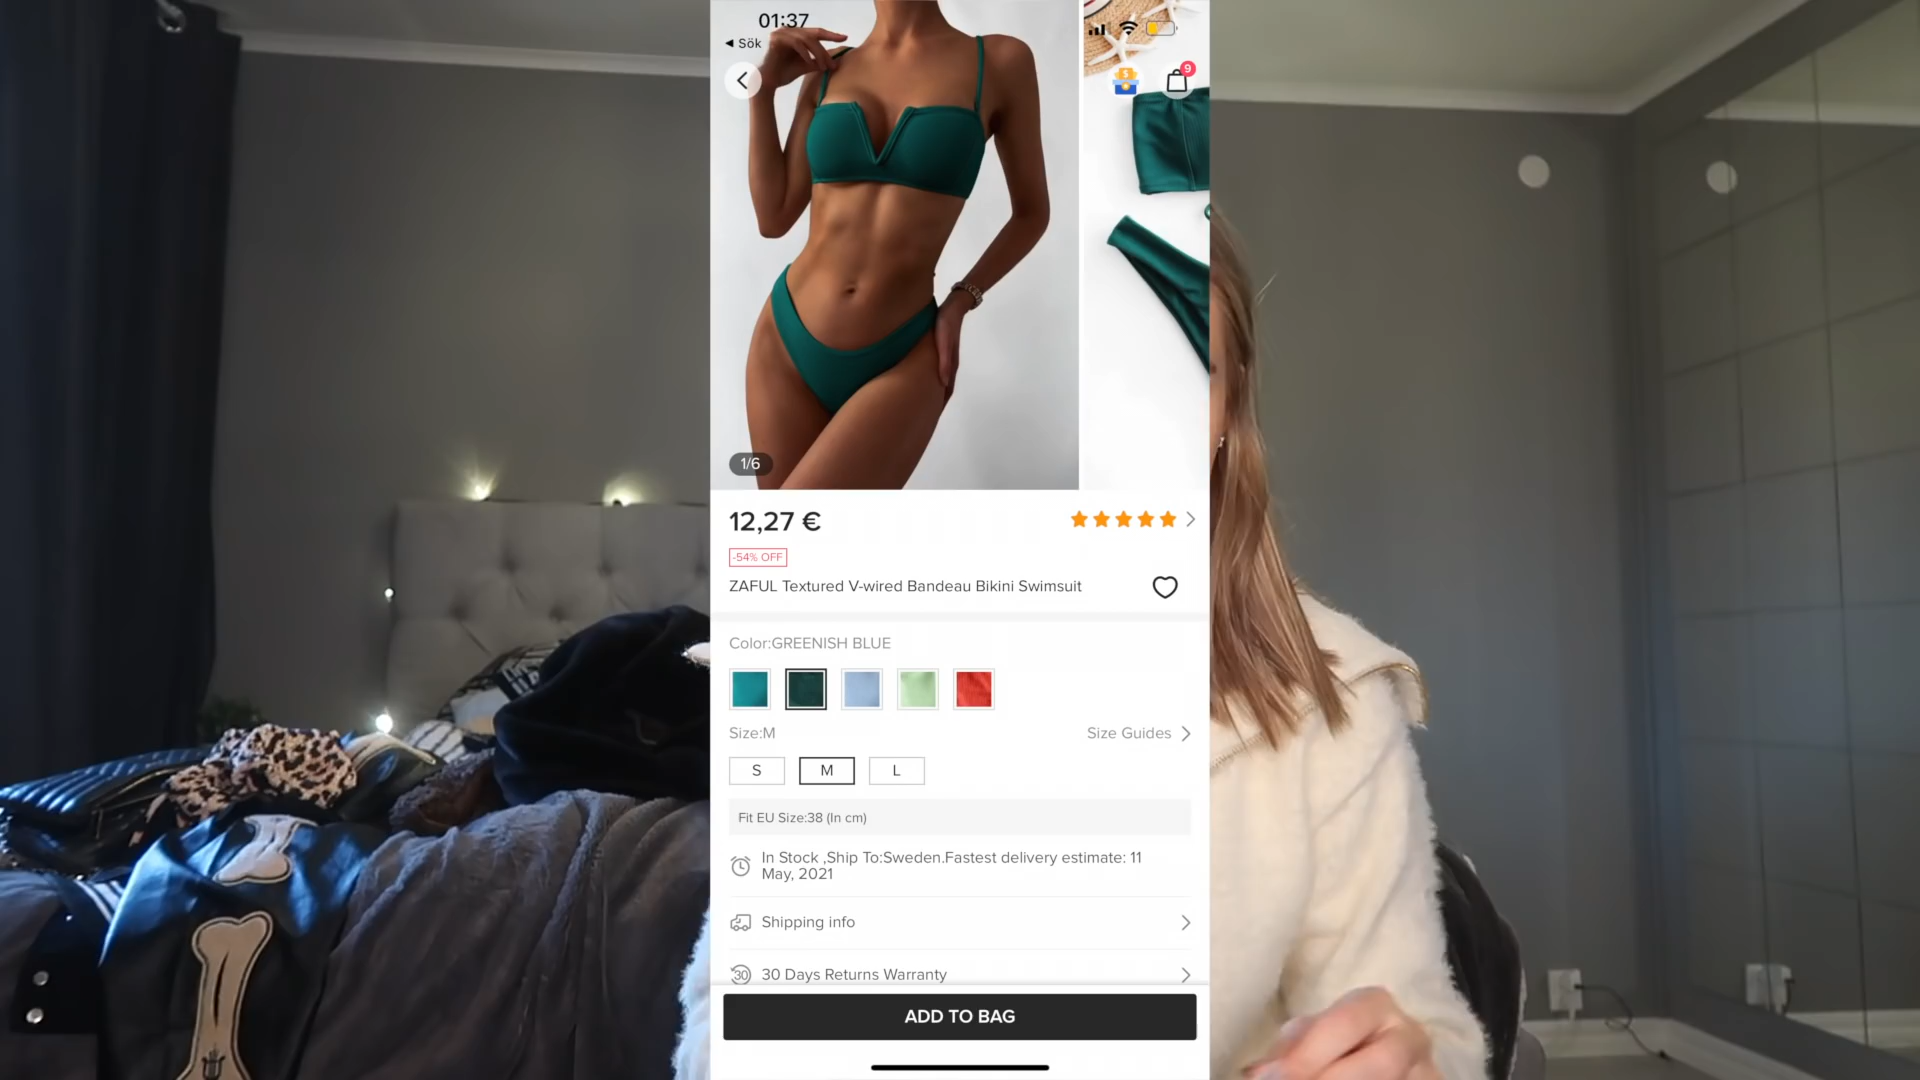 01:37
◀ Sök
9
1/6
12,27 €
-54% OFF
ZAFUL Textured V-wired Bandeau Bikini Swimsuit
Color:GREENISH BLUE
Size:M
Size Guides
S
M
L
Fit EU Size:38 (In cm)
In Stock ,Ship To:Sweden.Fastest delivery estimate: 11
May, 2021
Shipping info
30
30 Days Returns Warranty
ADD TO BAG